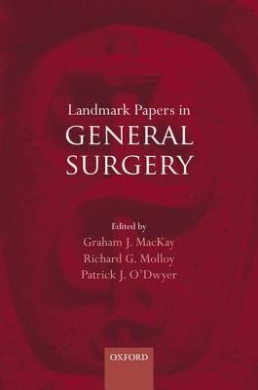 Landmark Papers in
GENERAL
SURGERY
Edited by
Graham J. MacKay
Richard G. Molloy
Patrick J. O'Dwyer
OXFORD